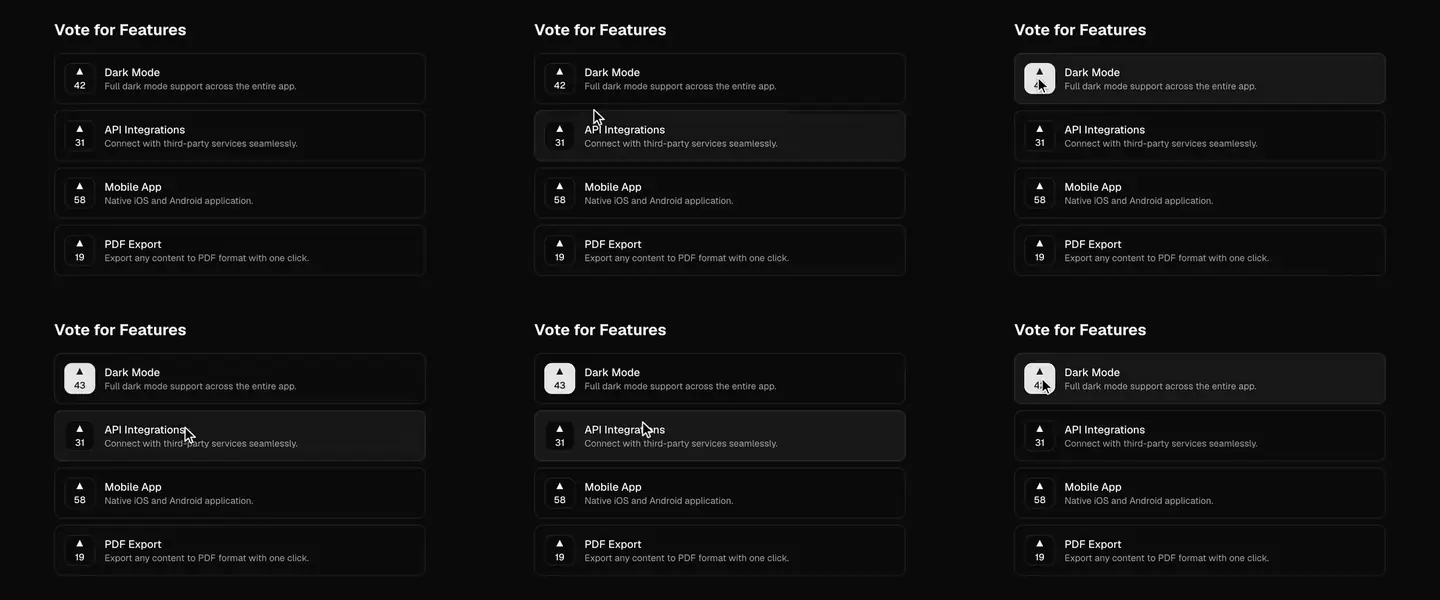 Vote for Features
▲
42
Dark Mode
Full dark mode support across the entire app.
▲
31
API Integrations
Connect with third-party services seamlessly.
▲
58
Mobile App
Native iOS and Android application.
▲
19
PDF Export
Export any content to PDF format with one click.
Vote for Features
▲
42
Dark Mode
Full dark mode support across the entire app.
▲
31
API Integrations
Connect with third-party services seamlessly.
▲
58
Mobile App
Native iOS and Android application.
▲
19
PDF Export
Export any content to PDF format with one click.
Vote for Features
▲
Dark Mode
Full dark mode support across the entire app.
▲
31
API Integrations
Connect with third-party services seamlessly.
▲
58
Mobile App
Native iOS and Android application.
▲
19
PDF Export
Export any content to PDF format with one click.
Vote for Features
▲
43
Dark Mode
Full dark mode support across the entire app.
▲
31
API Integrations
Connect with third-party services seamlessly.
▲
58
Mobile App
Native iOS and Android application.
▲
19
PDF Export
Export any content to PDF format with one click.
Vote for Features
▲
43
Dark Mode
Full dark mode support across the entire app.
▲
31
API Integrations
Connect with third-party services seamlessly.
▲
58
Mobile App
Native iOS and Android application.
▲
19
PDF Export
Export any content to PDF format with one click.
Vote for Features
▲
Dark Mode
Full dark mode support across the entire app.
▲
31
API Integrations
Connect with third-party services seamlessly.
▲
58
Mobile App
Native iOS and Android application.
▲
19
PDF Export
Export any content to PDF format with one click.